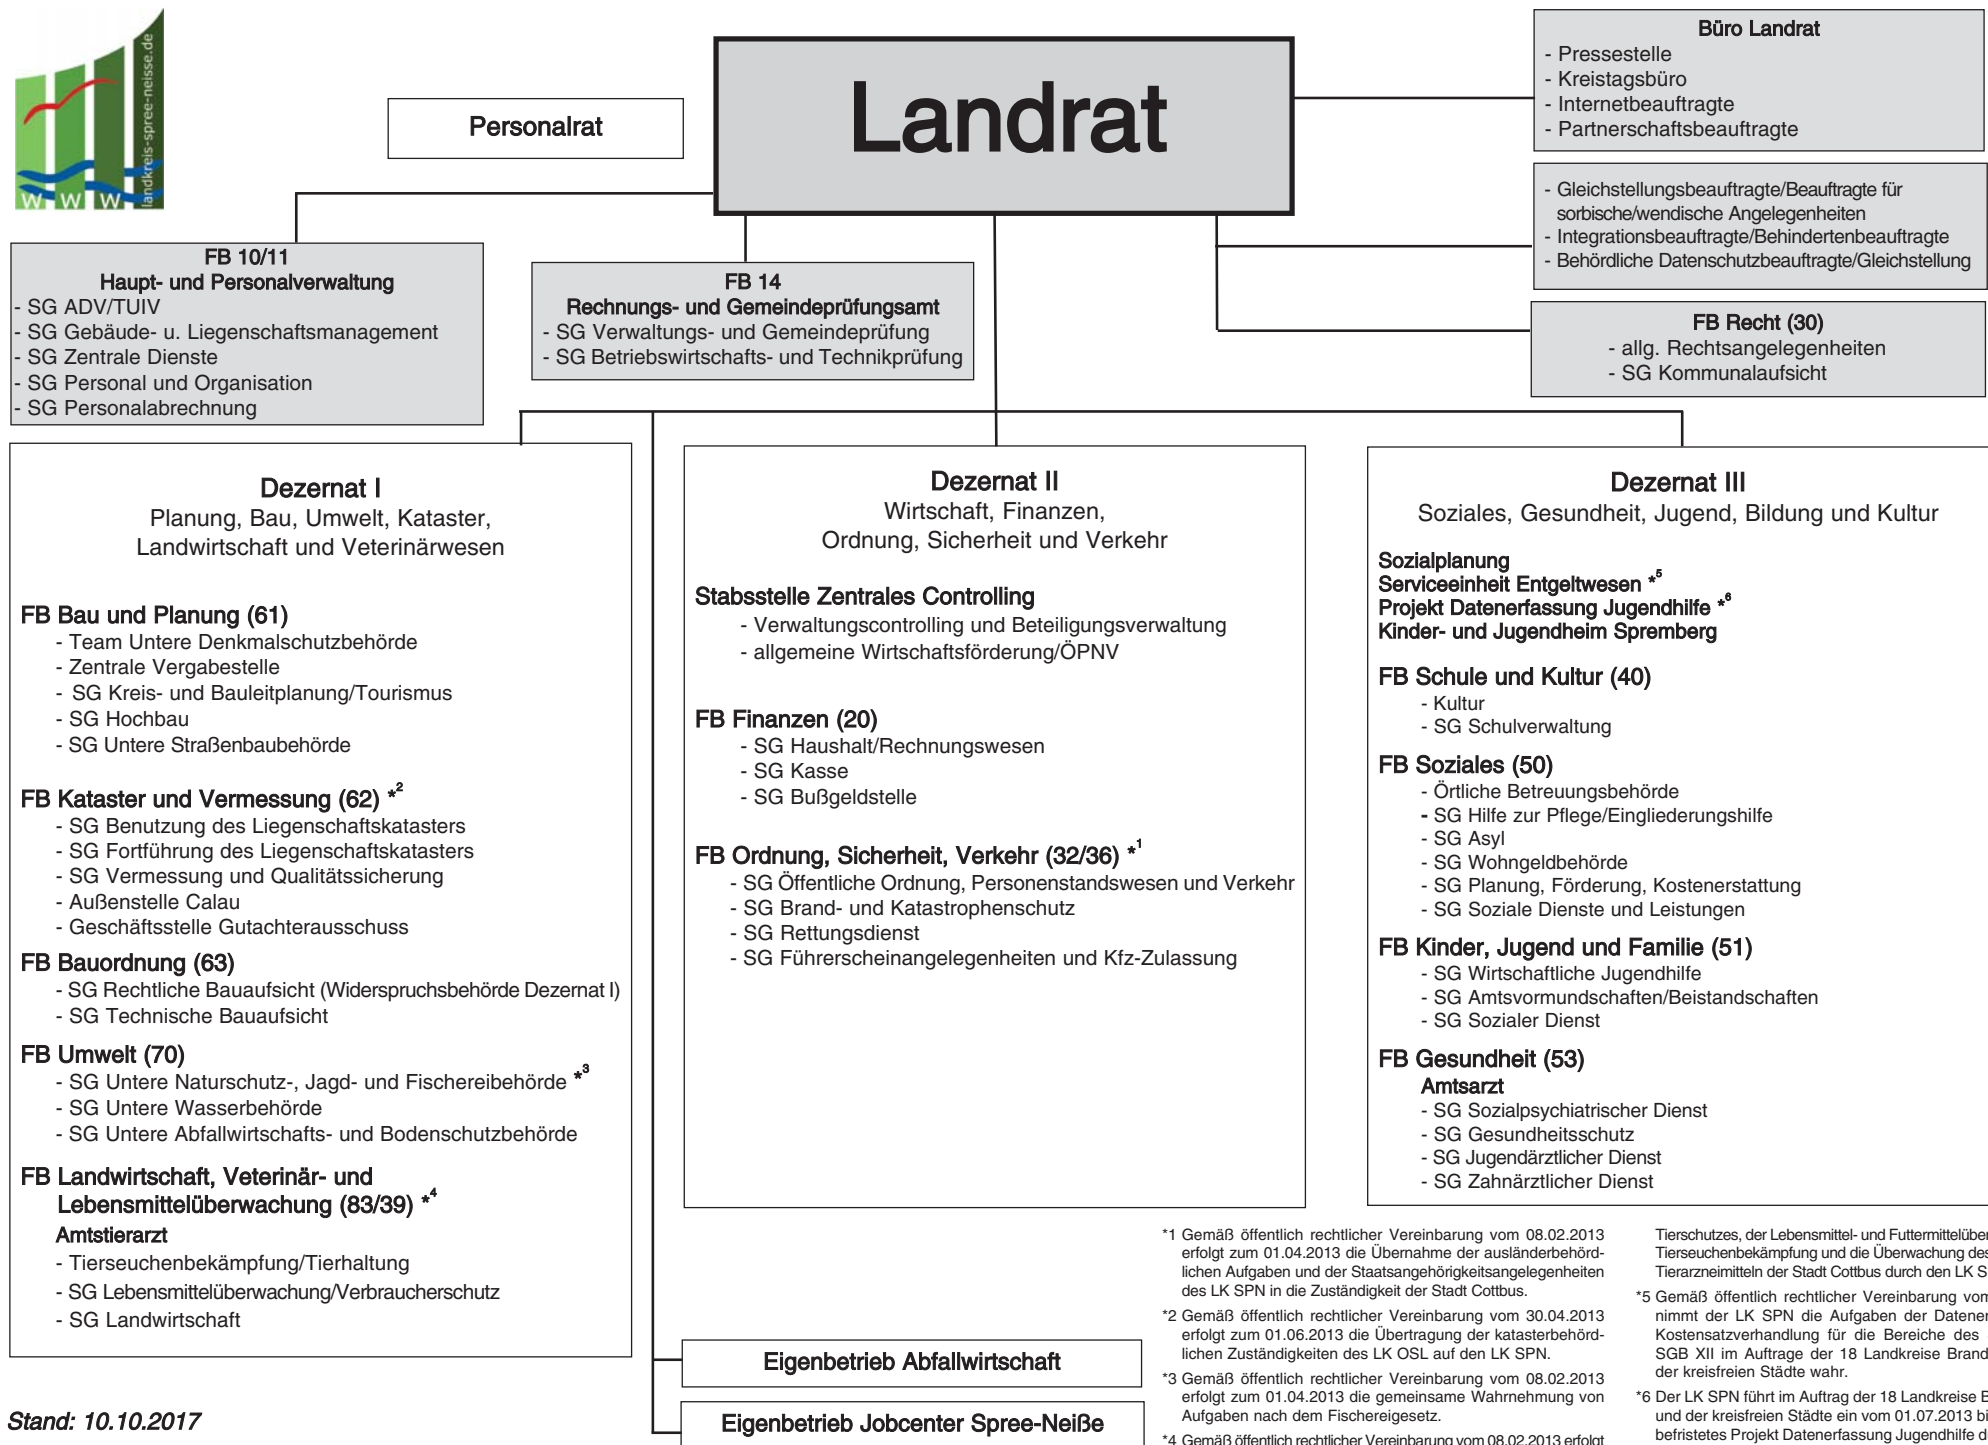 landkreis-spree-neisse.de
W W W
Personalrat
Landrat
Büro Landrat
- Pressestelle
- Kreistagsbüro
- Internetbeauftragte
- Partnerschaftsbeauftragte
- Gleichstellungsbeauftragte/Beauftragte für
sorbische/wendische Angelegenheiten
- Integrationsbeauftragte/Behindertenbeauftragte
- Behördliche Datenschutzbeauftragte/Gleichstellung
FB 10/11
Haupt- und Personalverwaltung
- SG ADV/TUIV
- SG Gebäude- u. Liegenschaftsmanagement
- SG Zentrale Dienste
- SG Personal und Organisation
- SG Personalabrechnung
FB 14
Rechnungs- und Gemeindeprüfungsamt
- SG Verwaltungs- und Gemeindeprüfung
- SG Betriebswirtschafts- und Technikprüfung
FB Recht (30)
- allg. Rechtsangelegenheiten
- SG Kommunalaufsicht
Dezernat I
Planung, Bau, Umwelt, Kataster,
Landwirtschaft und Veterinärwesen
FB Bau und Planung (61)
- Team Untere Denkmalschutzbehörde
- Zentrale Vergabestelle
- SG Kreis- und Bauleitplanung/Tourismus
- SG Hochbau
- SG Untere Straßenbaubehörde
FB Kataster und Vermessung (62) *2
- SG Benutzung des Liegenschaftskatasters
- SG Fortführung des Liegenschaftskatasters
- SG Vermessung und Qualitätssicherung
- Außenstelle Calau
- Geschäftsstelle Gutachterausschuss
FB Bauordnung (63)
- SG Rechtliche Bauaufsicht (Widerspruchsbehörde Dezernat I)
- SG Technische Bauaufsicht
FB Umwelt (70)
- SG Untere Naturschutz-, Jagd- und Fischereibehörde *3
- SG Untere Wasserbehörde
- SG Untere Abfallwirtschafts- und Bodenschutzbehörde
FB Landwirtschaft, Veterinär- und
Lebensmittelüberwachung (83/39) *4
Amtstierarzt
- Tierseuchenbekämpfung/Tierhaltung
- SG Lebensmittelüberwachung/Verbraucherschutz
- SG Landwirtschaft
Dezernat II
Wirtschaft, Finanzen,
Ordnung, Sicherheit und Verkehr
Stabsstelle Zentrales Controlling
- Verwaltungscontrolling und Beteiligungsverwaltung
- allgemeine Wirtschaftsförderung/ÖPNV
FB Finanzen (20)
- SG Haushalt/Rechnungswesen
- SG Kasse
- SG Bußgeldstelle
FB Ordnung, Sicherheit, Verkehr (32/36) *1
- SG Öffentliche Ordnung, Personenstandswesen und Verkehr
- SG Brand- und Katastrophenschutz
- SG Rettungsdienst
- SG Führerscheinangelegenheiten und Kfz-Zulassung
Dezernat III
Soziales, Gesundheit, Jugend, Bildung und Kultur
Sozialplanung
Serviceeinheit Entgeltwesen *5
Projekt Datenerfassung Jugendhilfe *6
Kinder- und Jugendheim Spremberg
FB Schule und Kultur (40)
- Kultur
- SG Schulverwaltung
FB Soziales (50)
- Örtliche Betreuungsbehörde
- SG Hilfe zur Pflege/Eingliederungshilfe
- SG Asyl
- SG Wohngeldbehörde
- SG Planung, Förderung, Kostenerstattung
- SG Soziale Dienste und Leistungen
FB Kinder, Jugend und Familie (51)
- SG Wirtschaftliche Jugendhilfe
- SG Amtsvormundschaften/Beistandschaften
- SG Sozialer Dienst
FB Gesundheit (53)
Amtsarzt
- SG Sozialpsychiatrischer Dienst
- SG Gesundheitsschutz
- SG Jugendärztlicher Dienst
- SG Zahnärztlicher Dienst
Eigenbetrieb Abfallwirtschaft
Eigenbetrieb Jobcenter Spree-Neiße
Stand: 10.10.2017
*1 Gemäß öffentlich rechtlicher Vereinbarung vom 08.02.2013
erfolgt zum 01.04.2013 die Übernahme der ausländerbehörd-
lichen Aufgaben und der Staatsangehörigkeitsangelegenheiten
des LK SPN in die Zuständigkeit der Stadt Cottbus.
*2 Gemäß öffentlich rechtlicher Vereinbarung vom 30.04.2013
erfolgt zum 01.06.2013 die Übertragung der katasterbehörd-
lichen Zuständigkeiten des LK OSL auf den LK SPN.
*3 Gemäß öffentlich rechtlicher Vereinbarung vom 08.02.2013
erfolgt zum 01.04.2013 die gemeinsame Wahrnehmung von
Aufgaben nach dem Fischereigesetz.
*4 Gemäß öffentlich rechtlicher Vereinbarung vom 08.02.2013 erfolgt
Tierschutzes, der Lebensmittel- und
Tierseuchenbekämpfung und die Überwachung des
Tierarzneimitteln der Stadt Cottbus durch den LK
*5 Gemäß öffentlich rechtlicher Vereinbarung vom
nimmt der LK SPN die Aufgaben der
Kostensatzverhandlung für die Bereiche des
SGB XII im Auftrage der 18 Landkreise
der kreisfreien Städte wahr.
*6 Der LK SPN führt im Auftrag der 18 Landkreise
und der kreisfreien Städte ein vom 01.07.2013
befristetes Projekt Datenerfassung Jugendhilfe